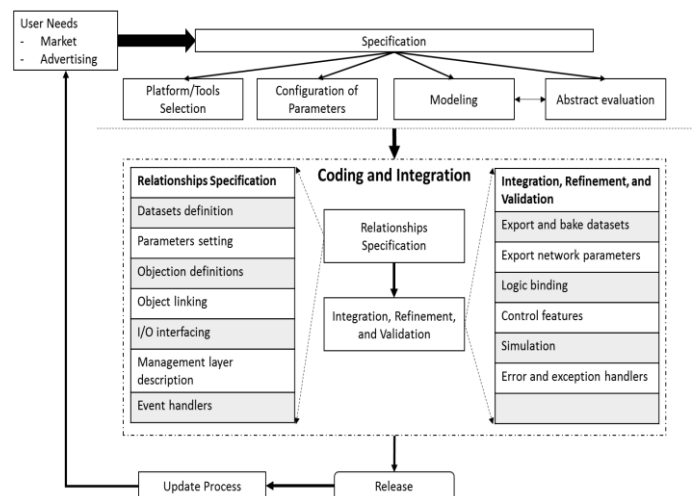 User Needs
- Market
- Advertising
Specification
Platform/Tools
Selection
Configuration of
Parameters
Modeling
Abstract evaluation
Coding and Integration
Relationships Specification
Datasets definition
Parameters setting
Objection definitions
Object linking
I/O interfacing
Management layer
description
Event handlers
Relationships
Specification
Integration, Refinement,
and Validation
Integration, Refinement, and
Validation
Export and bake datasets
Export network parameters
Logic binding
Control features
Simulation
Error and exception handlers
Update Process
Release